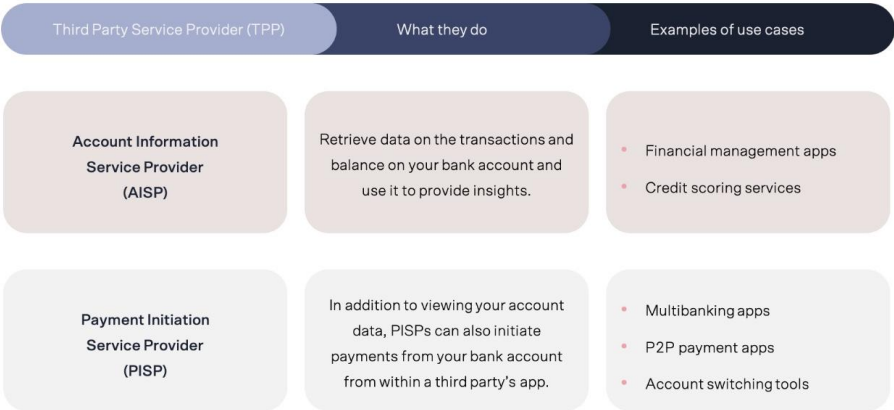 Third Party Service Provider (TPP)
What they do
Examples of use cases
Account Information
Service Provider
(AISP)
Retrieve data on the transactions and
balance on your bank account and
use it to provide insights.
• Financial management apps
• Credit scoring services
Payment Initiation
Service Provider
(PISP)
In addition to viewing your account
data, PISPs can also initiate
payments from your bank account
from within a third party's app.
• Multibanking apps
• P2P payment apps
• Account switching tools